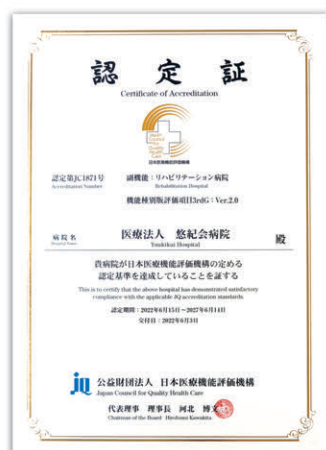 認定証
Certificate of Accreditation
Japan
Council for
Quality
Health
Care
日本医療機能評価機構
認定第JC1871号
Accreditation Number
副機能：リハビリテーション病院
Rehabilitation Hospital
機能種別版評価項目3rdG：Ver.2.0
病院名
Hospital Name
医療法人 悠紀会病院
Youkikai Hospital
殿
貴病院が日本医療機能評価機構の定める
認定基準を達成していることを証する
This is to certify that the above hospital has demonstrated satisfactory
compliance with the applicable JQ accreditation standards.
認定期間：2022年6月15日～2027年6月14日
交付日：2022年6月3日
jq 公益財団法人 日本医療機能評価機構
Japan Council for Quality Health Care
代表理事 理事長 河北 博文
Chairman of the Board Hirobumi Kawakita